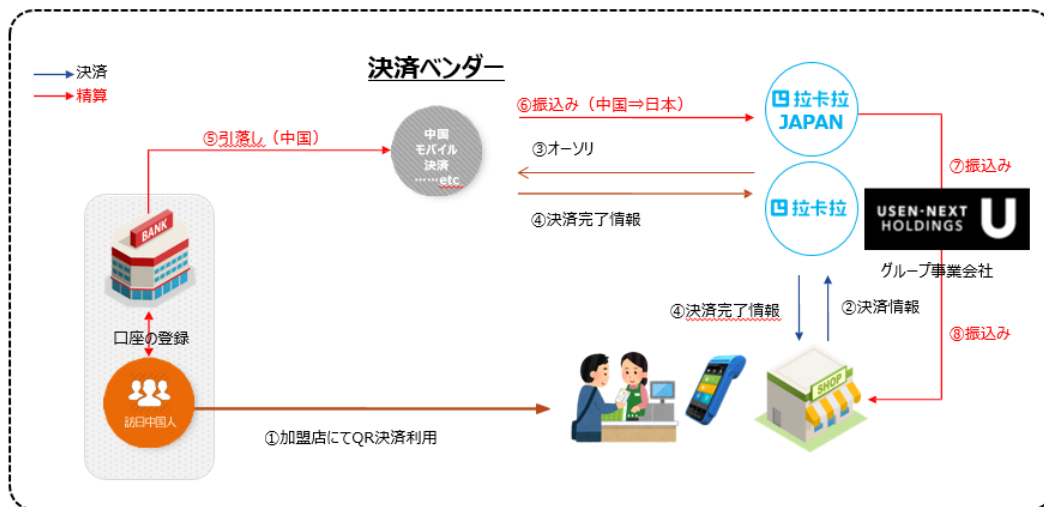 決済
精算
決済ベンダー
⑤引落し（中国）
中国
モバイル
決済
……etc
⑥振込み（中国⇒日本）
③オーソリ
④決済完了情報
拉卡拉
JAPAN
拉卡拉
⑦振込み
USEN-NEXT
HOLDINGS
U
グループ事業会社
BANK
口座の登録
訪日中国人
④決済完了情報
②決済情報
⑧振込み
SHOP
①加盟店にてQR決済利用